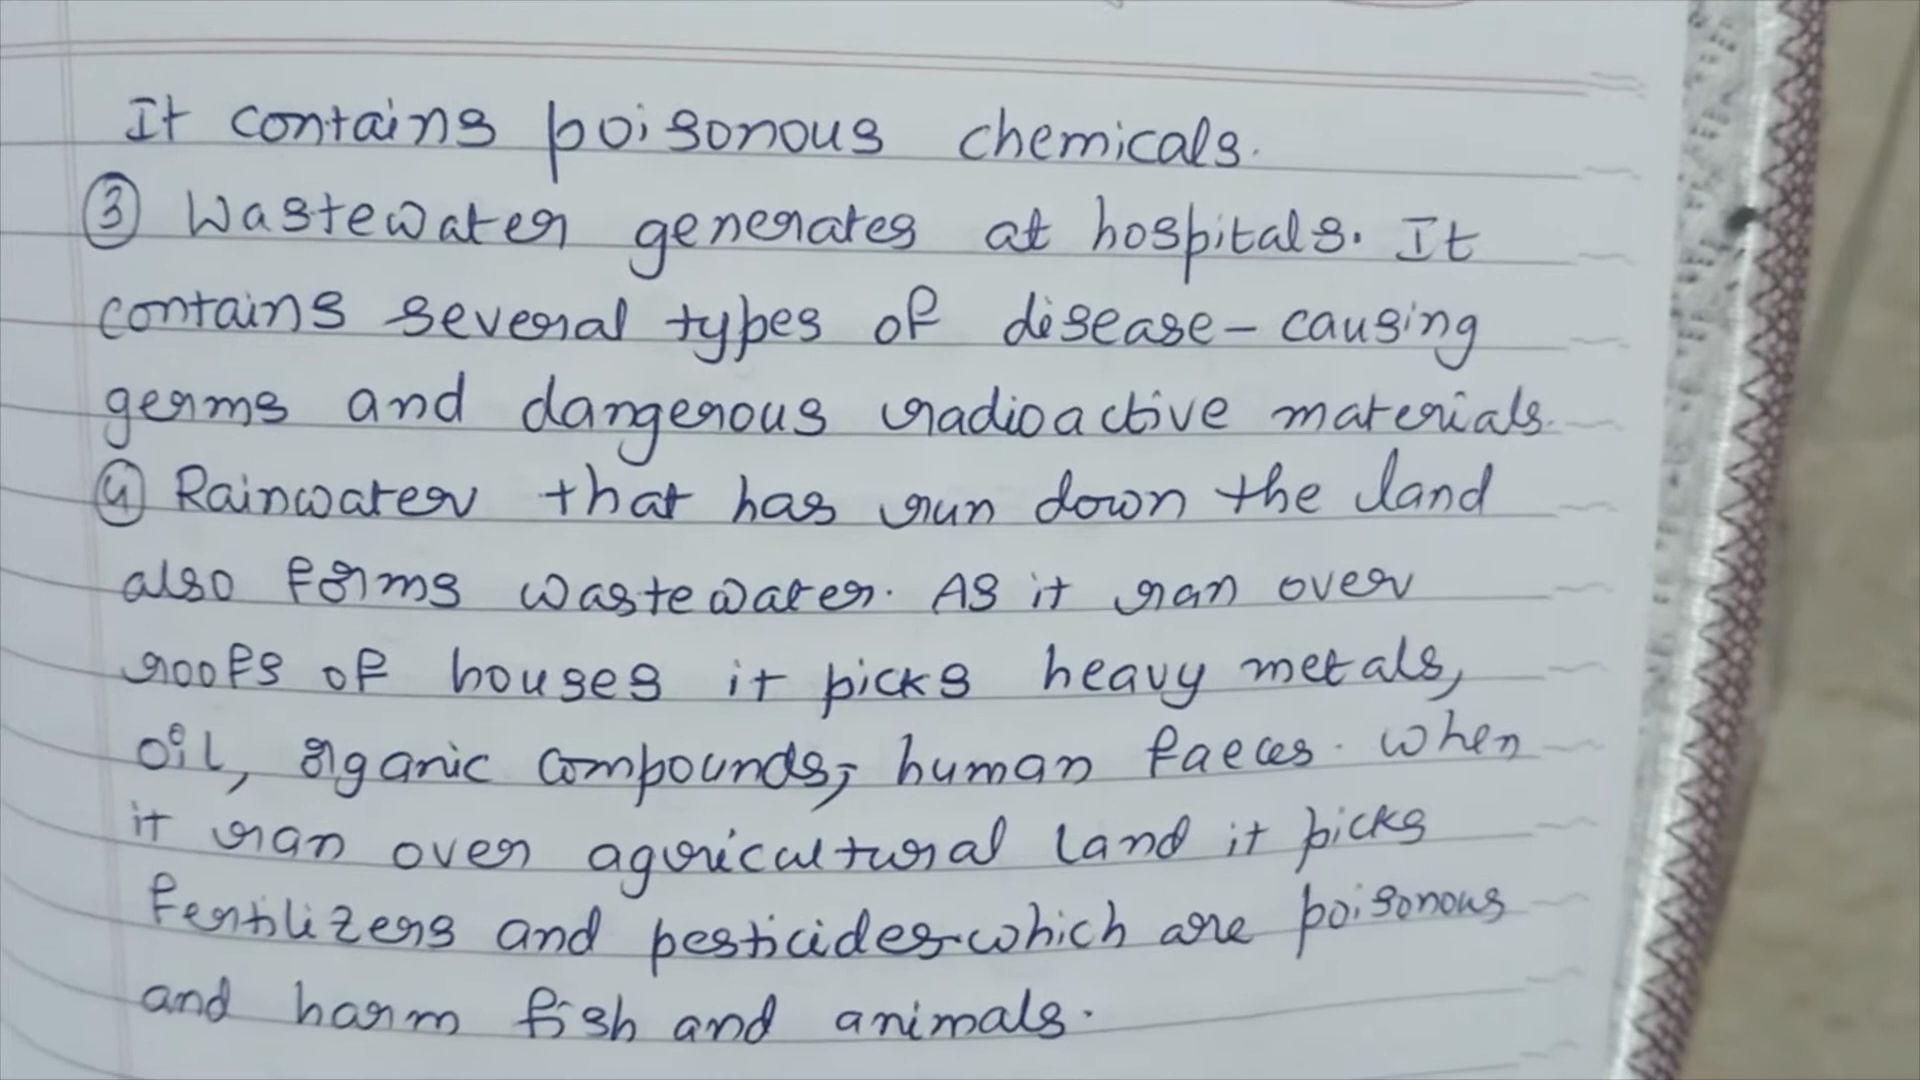 It contains poisonous chemicals.
③ Wastewater generates at hospitals. It
contains several types of disease-causing
germs and dangerous radioactive materials.
④ Rainwater that has run down the land
also forms wastewater. As it ran over
roofs of houses it picks heavy metals,
oil, organic compounds, human faeces. When
it ran over agricultural land it picks
fertilizers and pesticides which are poisonous
and harm fish and animals.